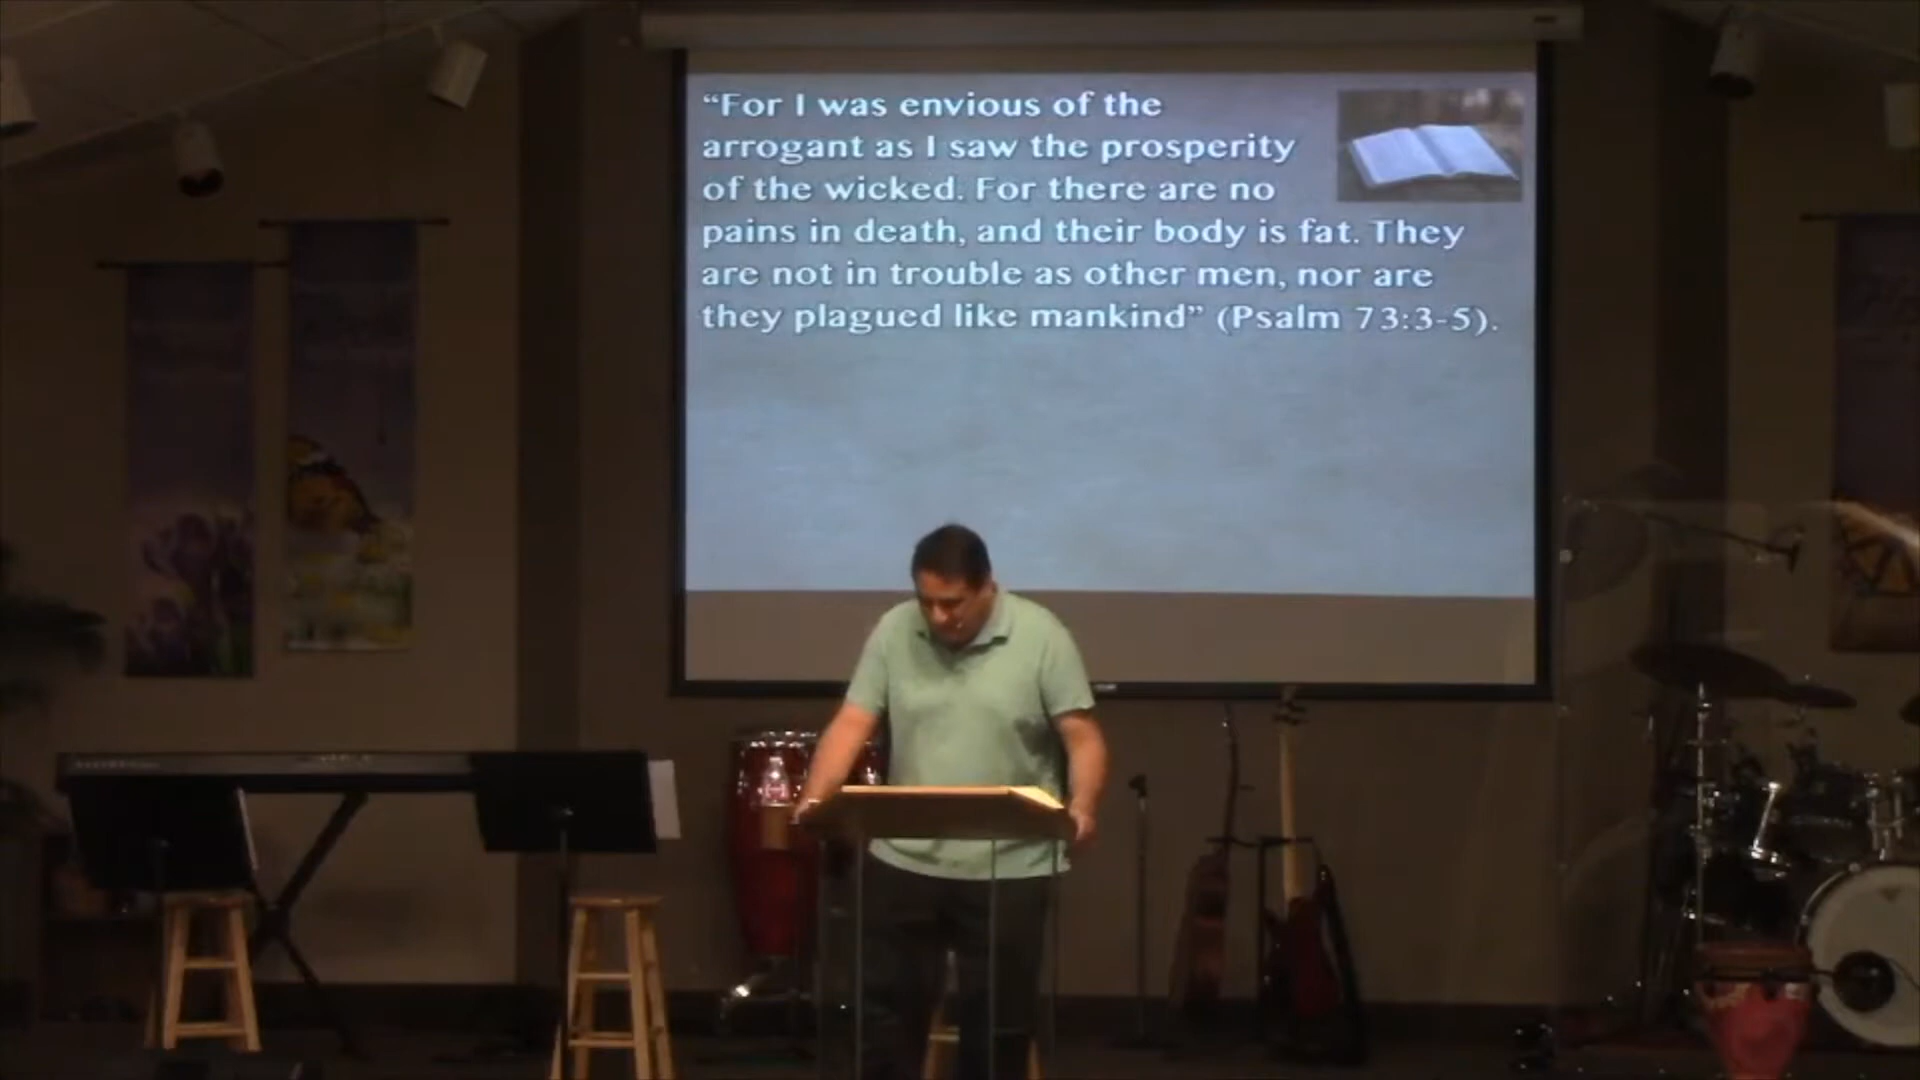 “For I was envious of the
arrogant as I saw the prosperity
of the wicked. For there are no
pains in death, and their body is fat. They
are not in trouble as other men, nor are
they plagued like mankind” (Psalm 73:3-5).